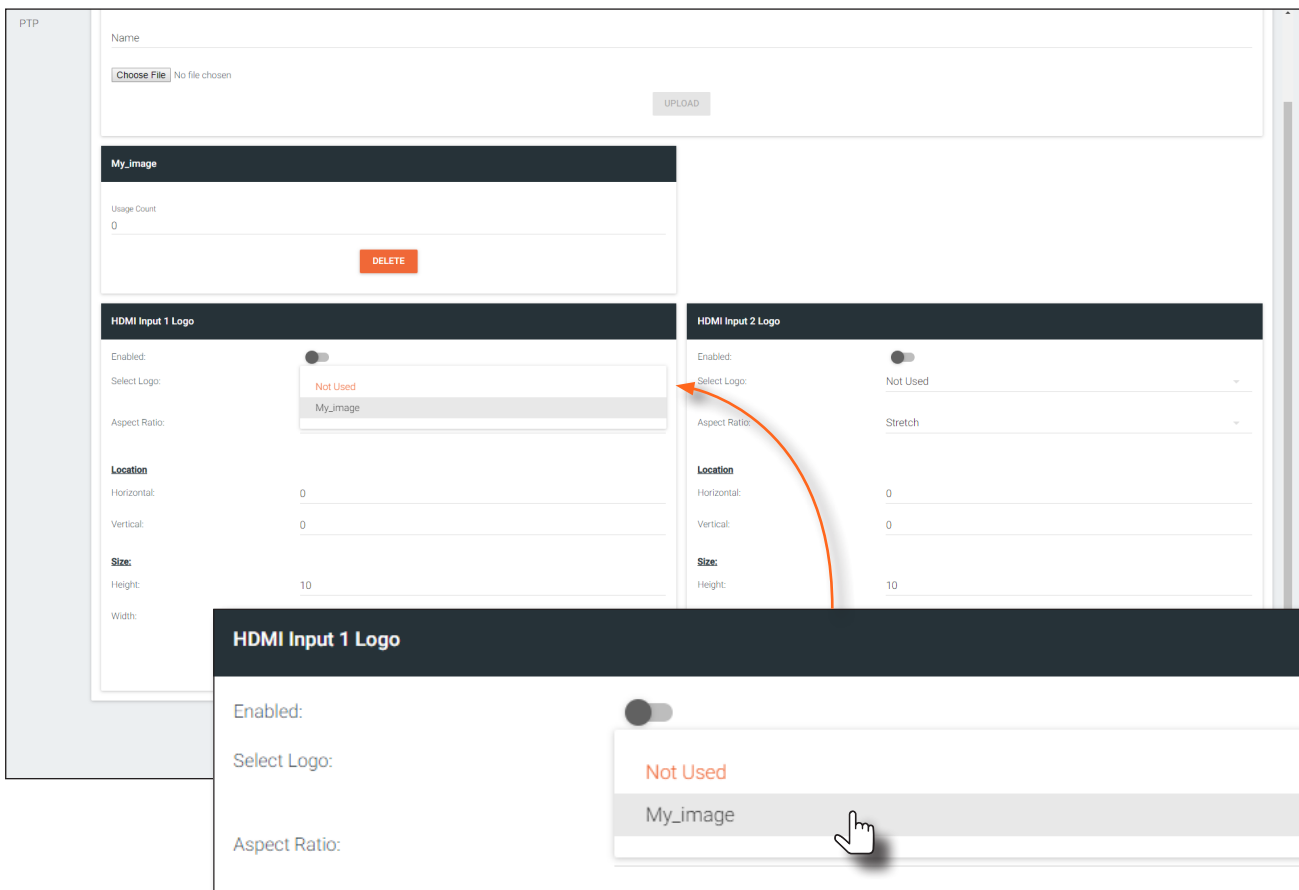 PTP
Name
Choose File No file chosen
UPLOAD
My_image
Usage Count
0
DELETE
HDMI Input 1 Logo
Enabled:
Select Logo:
Not Used
My_image
Aspect Ratio:
Location
Horizontal: 0
Vertical: 0
Size:
Height: 10
Width:
HDMI Input 2 Logo
Enabled:
Select Logo: Not Used
Aspect Ratio: Stretch
Location
Horizontal: 0
Vertical: 0
Size:
Height: 10
HDMI Input 1 Logo
Enabled:
Select Logo:
Not Used
My_image
Aspect Ratio: